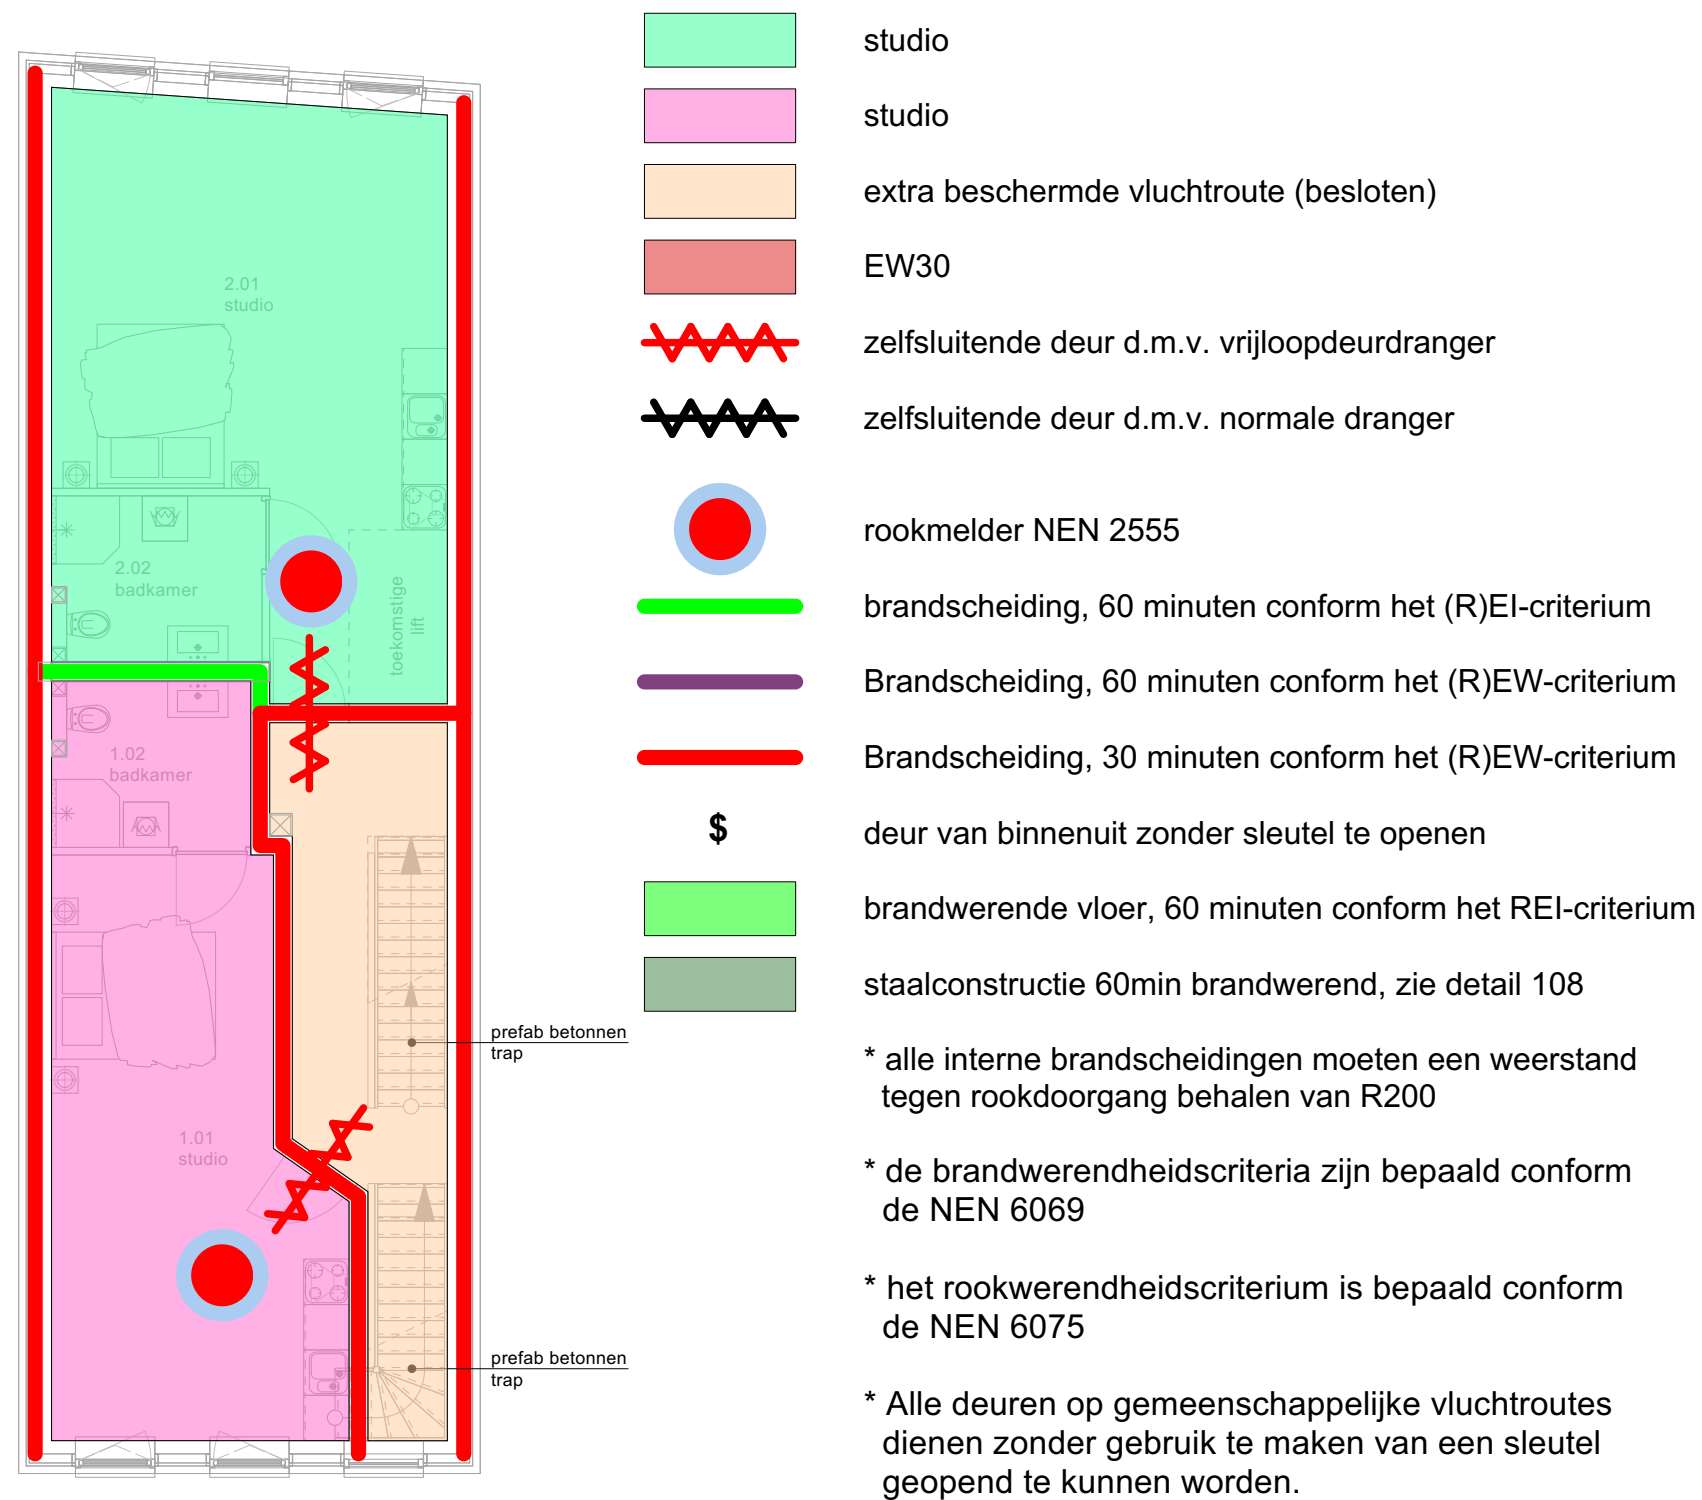 2.01
studio
2.02
badkamer
toekomstige
lift
1.02
badkamer
1.01
studio
prefab betonnen
trap
prefab betonnen
trap
studio
studio
extra beschermde vluchtroute (besloten)
EW30
zelfsluitende deur d.m.v. vrijloopdeurdranger
zelfsluitende deur d.m.v. normale dranger
rookmelder NEN 2555
brandscheiding, 60 minuten conform het (R)EI-criterium
Brandscheiding, 60 minuten conform het (R)EW-criterium
Brandscheiding, 30 minuten conform het (R)EW-criterium
$ deur van binnenuit zonder sleutel te openen
brandwerende vloer, 60 minuten conform het REI-criterium
staalconstructie 60min brandwerend, zie detail 108
* alle interne brandscheidingen moeten een weerstand
tegen rookdoorgang behalen van R200
* de brandwerendheidscriteria zijn bepaald conform
de NEN 6069
* het rookwerendheidscriterium is bepaald conform
de NEN 6075
* Alle deuren op gemeenschappelijke vluchtroutes
dienen zonder gebruik te maken van een sleutel
geopend te kunnen worden.